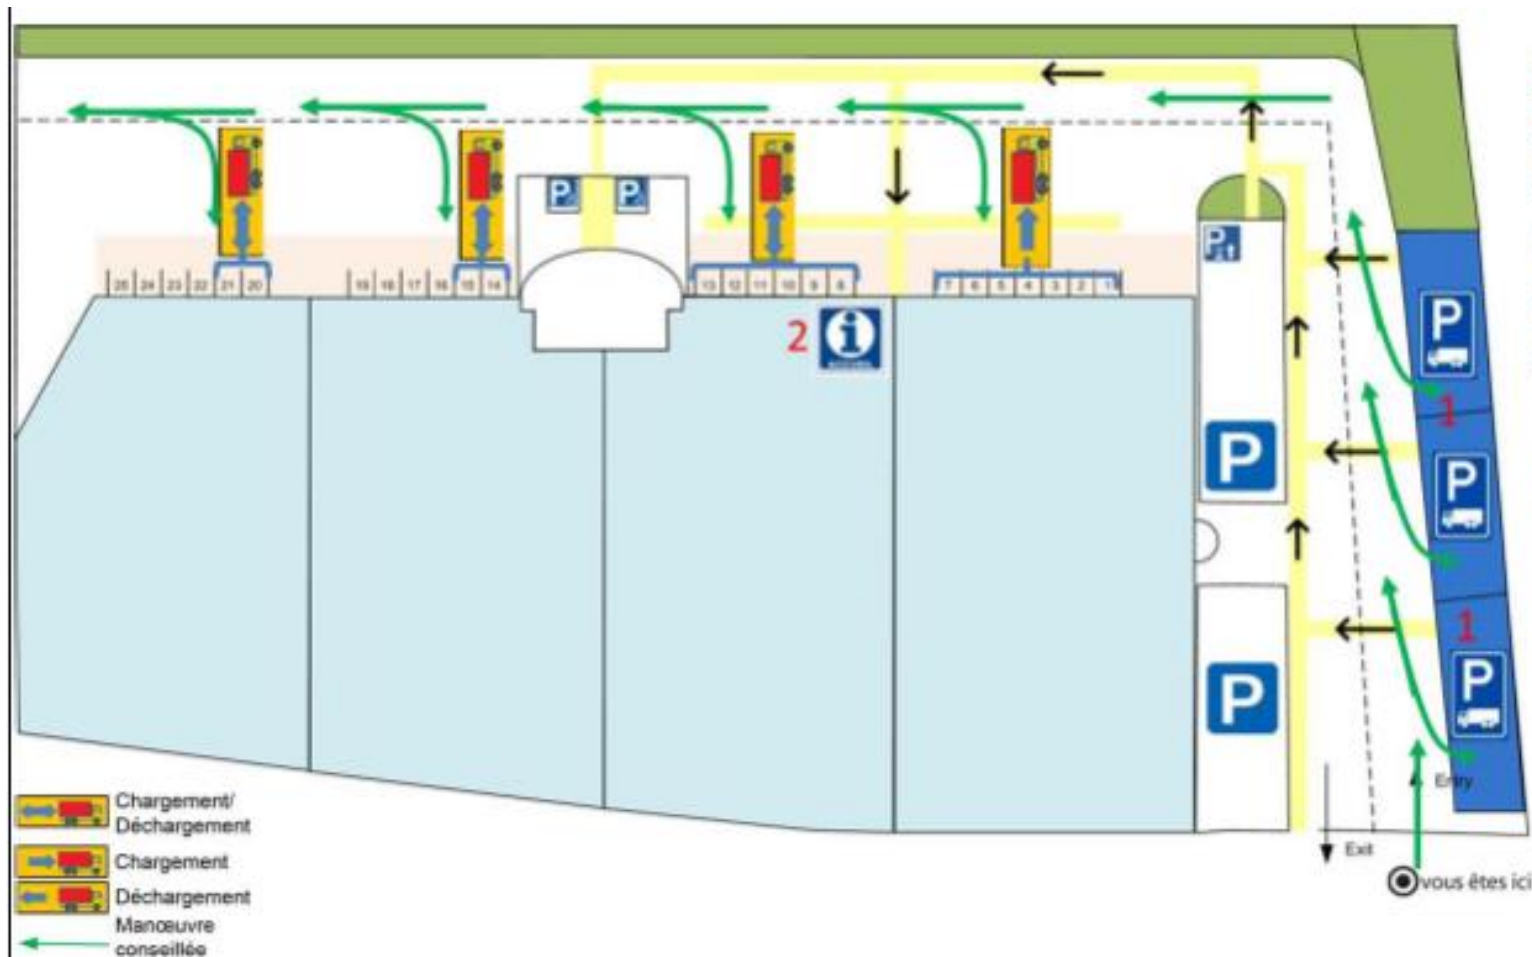 P P
25 24 23 22 21 20 19 18 17 16 15 14 13 12 11 10 9 8 7 6 5 4 3 2 1
P
t
2 i
P
1
P
P
1
P
P
Entry
Exit
vous êtes ici
Chargement/
Déchargement
Chargement
Déchargement
Manœuvre
conseillée